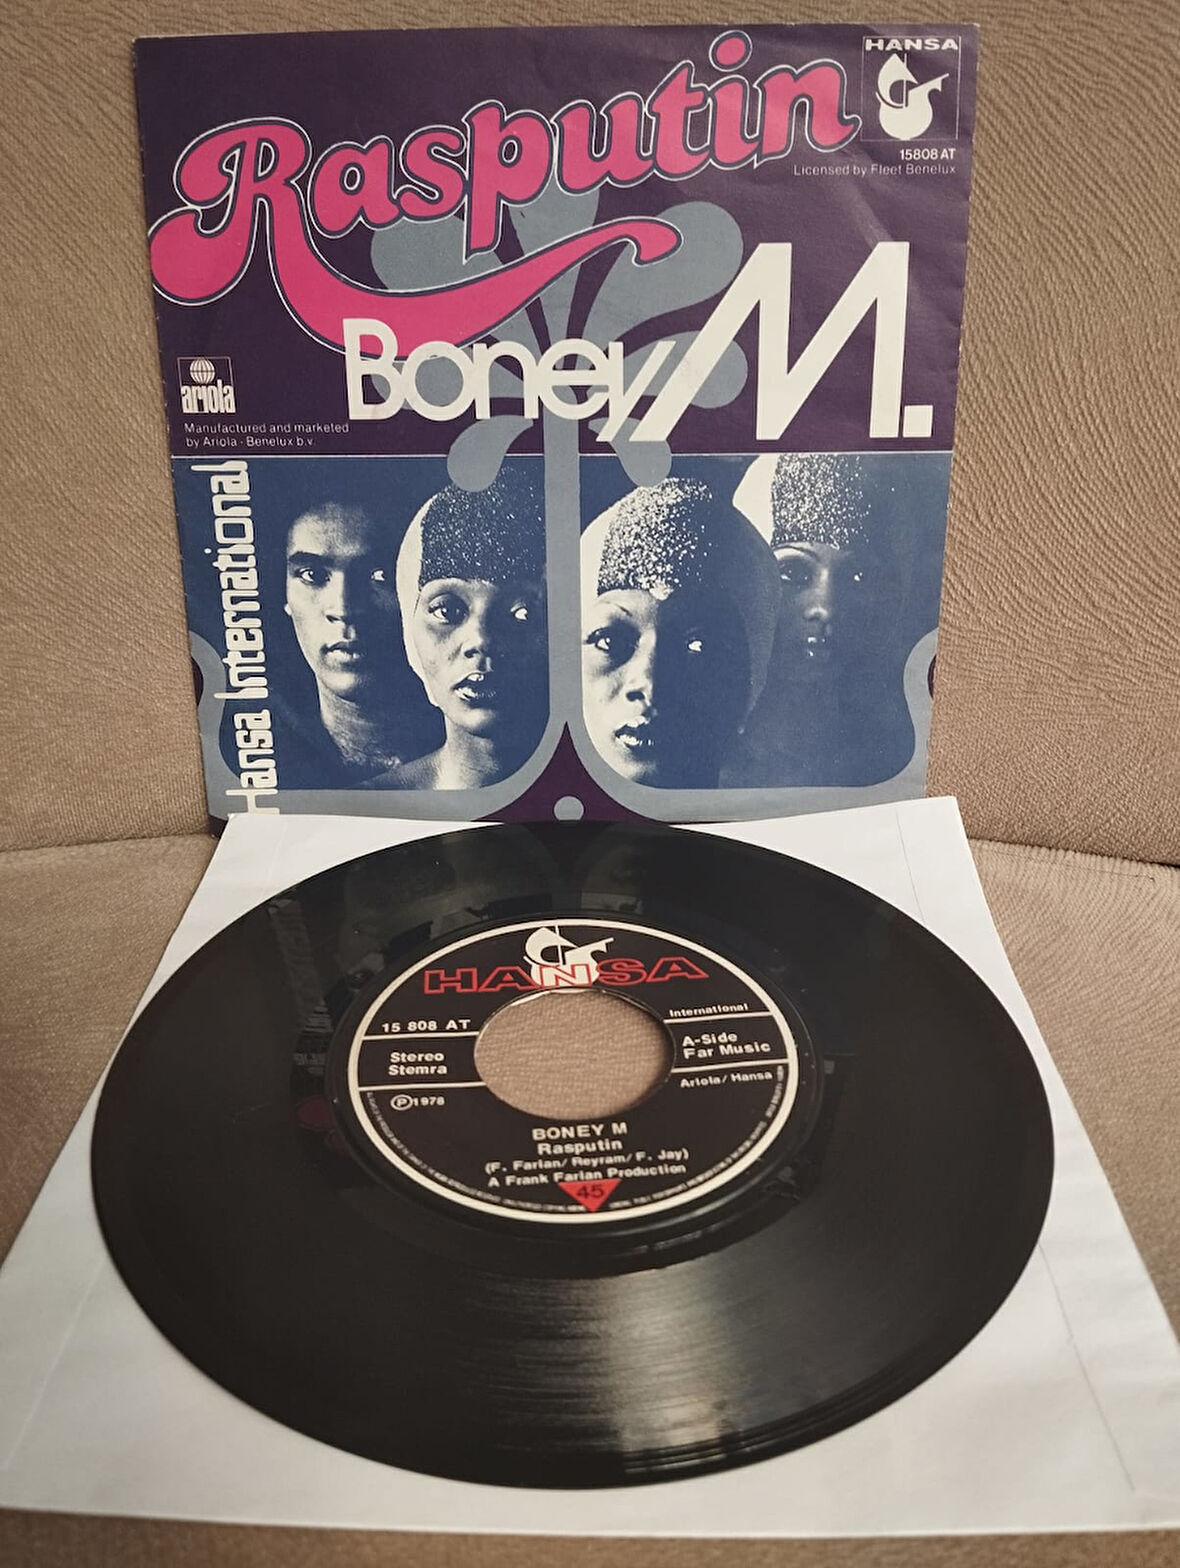 Rasputin
HANSA
15808 AT
Licensed by Fleet Benelux
Boney M.
ariola
Manufactured and marketed
by Ariola - Benelux b.v.
Hansa International
HANSA
International
15 808 AT
A-Side
Far Music
Stereo
Stemra
Ariola/Hansa
Ⓟ1978
BONEY M
Rasputin
(F. Farian/Reyram/F. Jay)
A Frank Farian Production
45